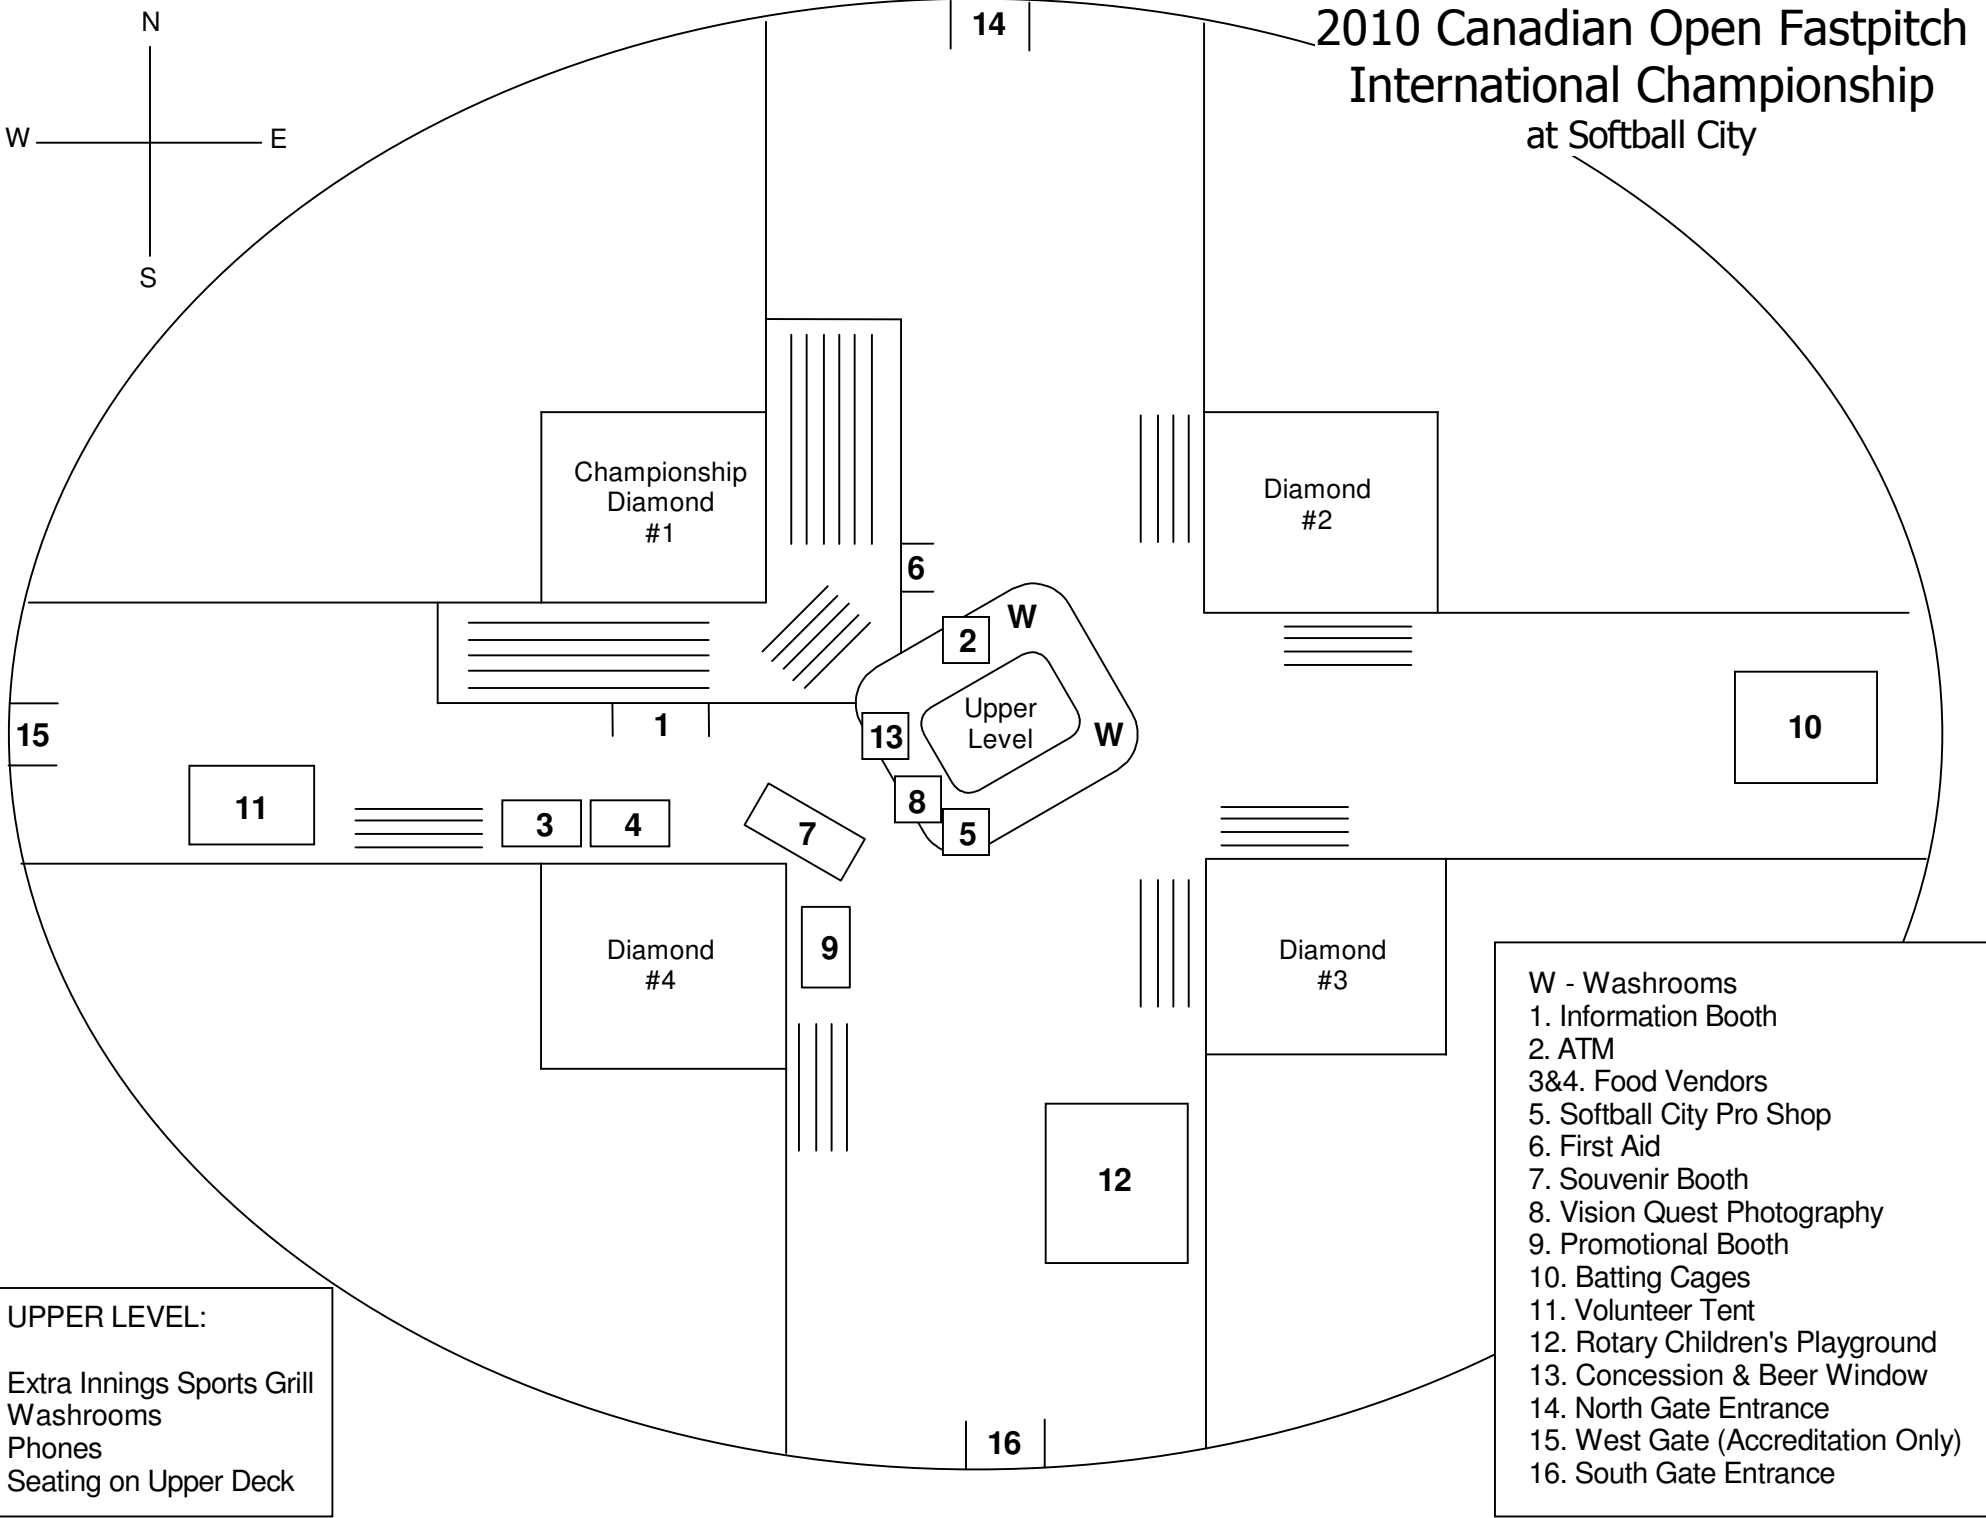 2010 Canadian Open Fastpitch
International Championship
at Softball City
N
W
E
S
14
Championship
Diamond
#1
Diamond
#2
6
W
2
Upper
Level
W
13
1
15
10
11
3
4
7
8
5
Diamond
#4
9
Diamond
#3
12
16
UPPER LEVEL:
Extra Innings Sports Grill
Washrooms
Phones
Seating on Upper Deck
W - Washrooms
1. Information Booth
2. ATM
3&4. Food Vendors
5. Softball City Pro Shop
6. First Aid
7. Souvenir Booth
8. Vision Quest Photography
9. Promotional Booth
10. Batting Cages
11. Volunteer Tent
12. Rotary Children's Playground
13. Concession & Beer Window
14. North Gate Entrance
15. West Gate (Accreditation Only)
16. South Gate Entrance